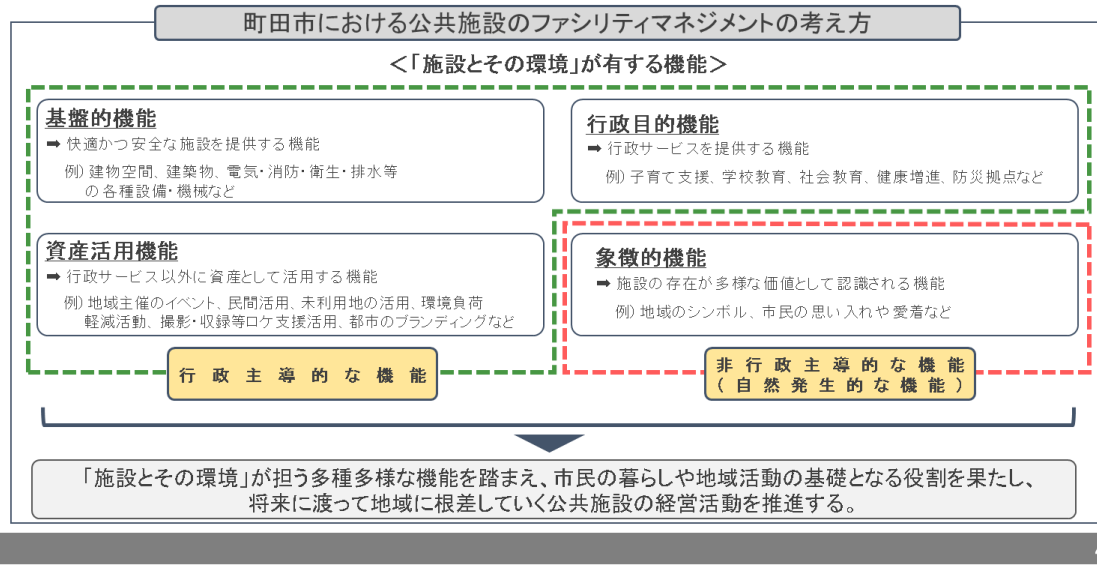 町田市における公共施設のファシリティマネジメントの考え方
＜「施設とその環境」が有する機能＞
基盤的機能
➡ 快適かつ安全な施設を提供する機能
例）建物空間、建築物、電気・消防・衛生・排水等
の各種設備・機械など
行政目的機能
➡ 行政サービスを提供する機能
例）子育て支援、学校教育、社会教育、健康増進、防災拠点など
資産活用機能
➡ 行政サービス以外に資産として活用する機能
例）地域主催のイベント、民間活用、未利用地の活用、環境負荷
軽減活動、撮影・収録等ロケ支援活用、都市のブランディングなど
象徴的機能
➡ 施設の存在が多様な価値として認識される機能
例）地域のシンボル、市民の思い入れや愛着など
行政主導的な機能
非行政主導的な機能
（自然発生的な機能）
「施設とその環境」が担う多種多様な機能を踏まえ、市民の暮らしや地域活動の基礎となる役割を果たし、
将来に渡って地域に根差していく公共施設の経営活動を推進する。